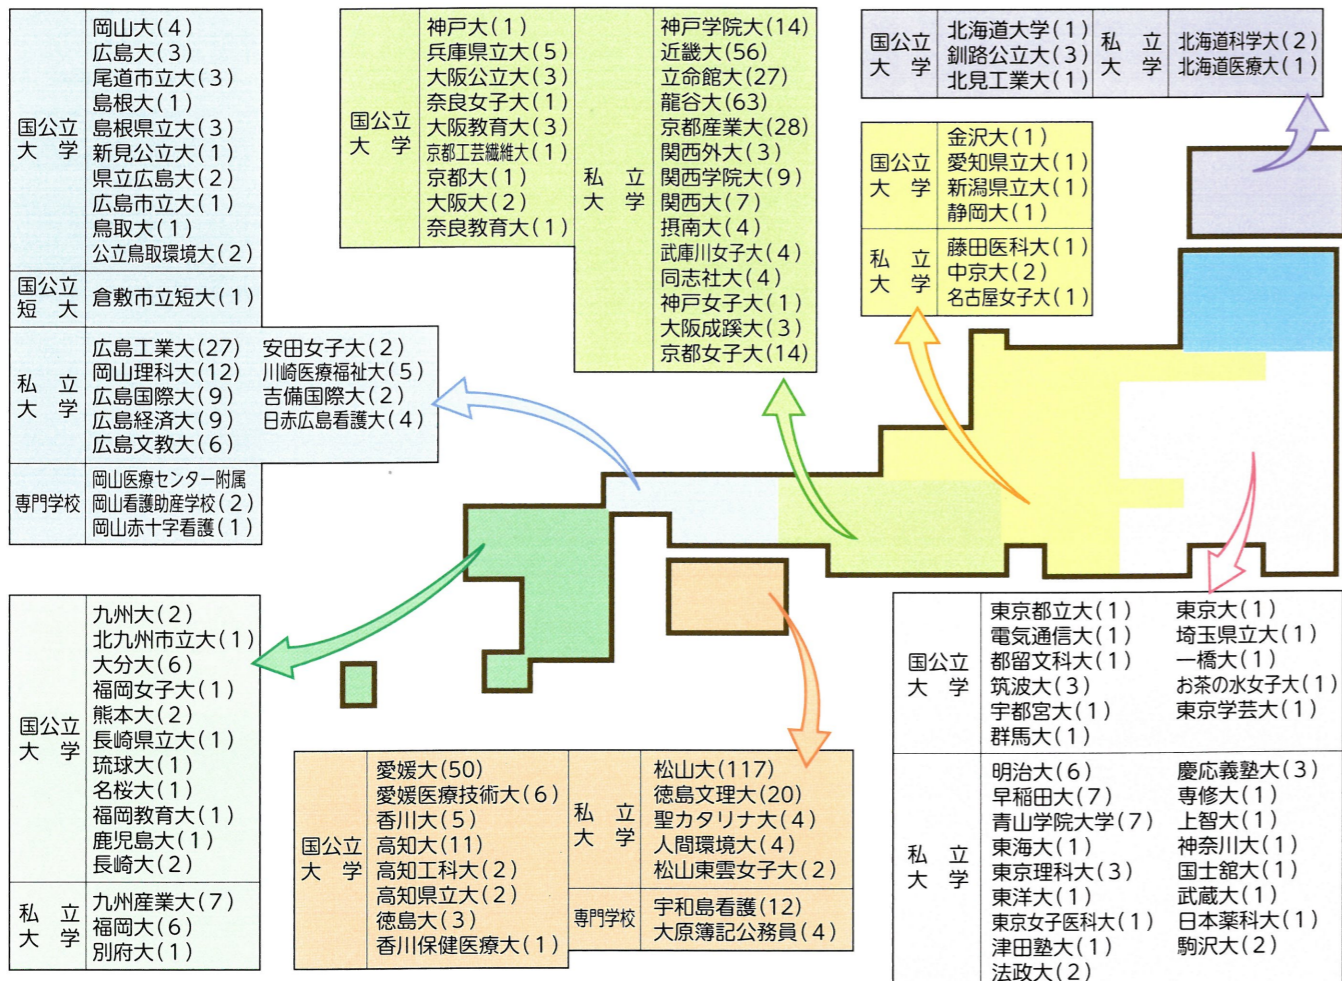 国公立
大 学
岡山大(4)
広島大(3)
尾道市立大(3)
島根大(1)
島根県立大(3)
新見公立大(1)
県立広島大(2)
広島市立大(1)
鳥取大(1)
公立鳥取環境大(2)
国公立
短 大
倉敷市立短大(1)
私 立
大 学
広島工業大(27) 安田女子大(2)
岡山理科大(12) 川崎医療福祉大(5)
広島国際大(9) 吉備国際大(2)
広島経済大(9) 日赤広島看護大(4)
広島文教大(6)
専門学校
岡山医療センター附属
岡山看護助産学校(2)
岡山赤十字看護(1)
国公立
大 学
神戸大(1)
兵庫県立大(5)
大阪公立大(3)
奈良女子大(1)
大阪教育大(3)
京都工芸繊維大(1)
京都大(1)
大阪大(2)
奈良教育大(1)
私 立
大 学
神戸学院大(14)
近畿大(56)
立命館大(27)
龍谷大(63)
京都産業大(28)
関西外大(3)
関西学院大(9)
関西大(7)
摂南大(4)
武庫川女子大(4)
同志社大(4)
神戸女子大(1)
大阪成蹊大(3)
京都女子大(14)
国公立
大 学
北海道大学(1)
釧路公立大(3)
北見工業大(1)
私 立
大 学
北海道科学大(2)
北海道医療大(1)
国公立
大 学
金沢大(1)
愛知県立大(1)
新潟県立大(1)
静岡大(1)
私 立
大 学
藤田医科大(1)
中京大(2)
名古屋女子大(1)
国公立
大 学
九州大(2)
北九州市立大(1)
大分大(6)
福岡女子大(1)
熊本大(2)
長崎県立大(1)
琉球大(1)
名桜大(1)
福岡教育大(1)
鹿児島大(1)
長崎大(2)
私 立
大 学
九州産業大(7)
福岡大(6)
別府大(1)
国公立
大 学
愛媛大(50)
愛媛医療技術大(6)
香川大(5)
高知大(11)
高知工科大(2)
高知県立大(2)
徳島大(3)
香川保健医療大(1)
私 立
大 学
松山大(117)
徳島文理大(20)
聖カタリナ大(4)
人間環境大(4)
松山東雲女子大(2)
専門学校
宇和島看護(12)
大原簿記公務員(4)
国公立
大 学
東京都立大(1) 東京大(1)
電気通信大(1) 埼玉県立大(1)
都留文科大(1) 一橋大(1)
筑波大(3) お茶の水女子大(1)
宇都宮大(1) 東京学芸大(1)
群馬大(1)
私 立
大 学
明治大(6) 慶応義塾大(3)
早稲田大(7) 専修大(1)
青山学院大学(7) 上智大(1)
東海大(1) 神奈川大(1)
東京理科大(3) 国士舘大(1)
東洋大(1) 武蔵大(1)
東京女子医科大(1) 日本薬科大(1)
津田塾大(1) 駒沢大(2)
法政大(2)